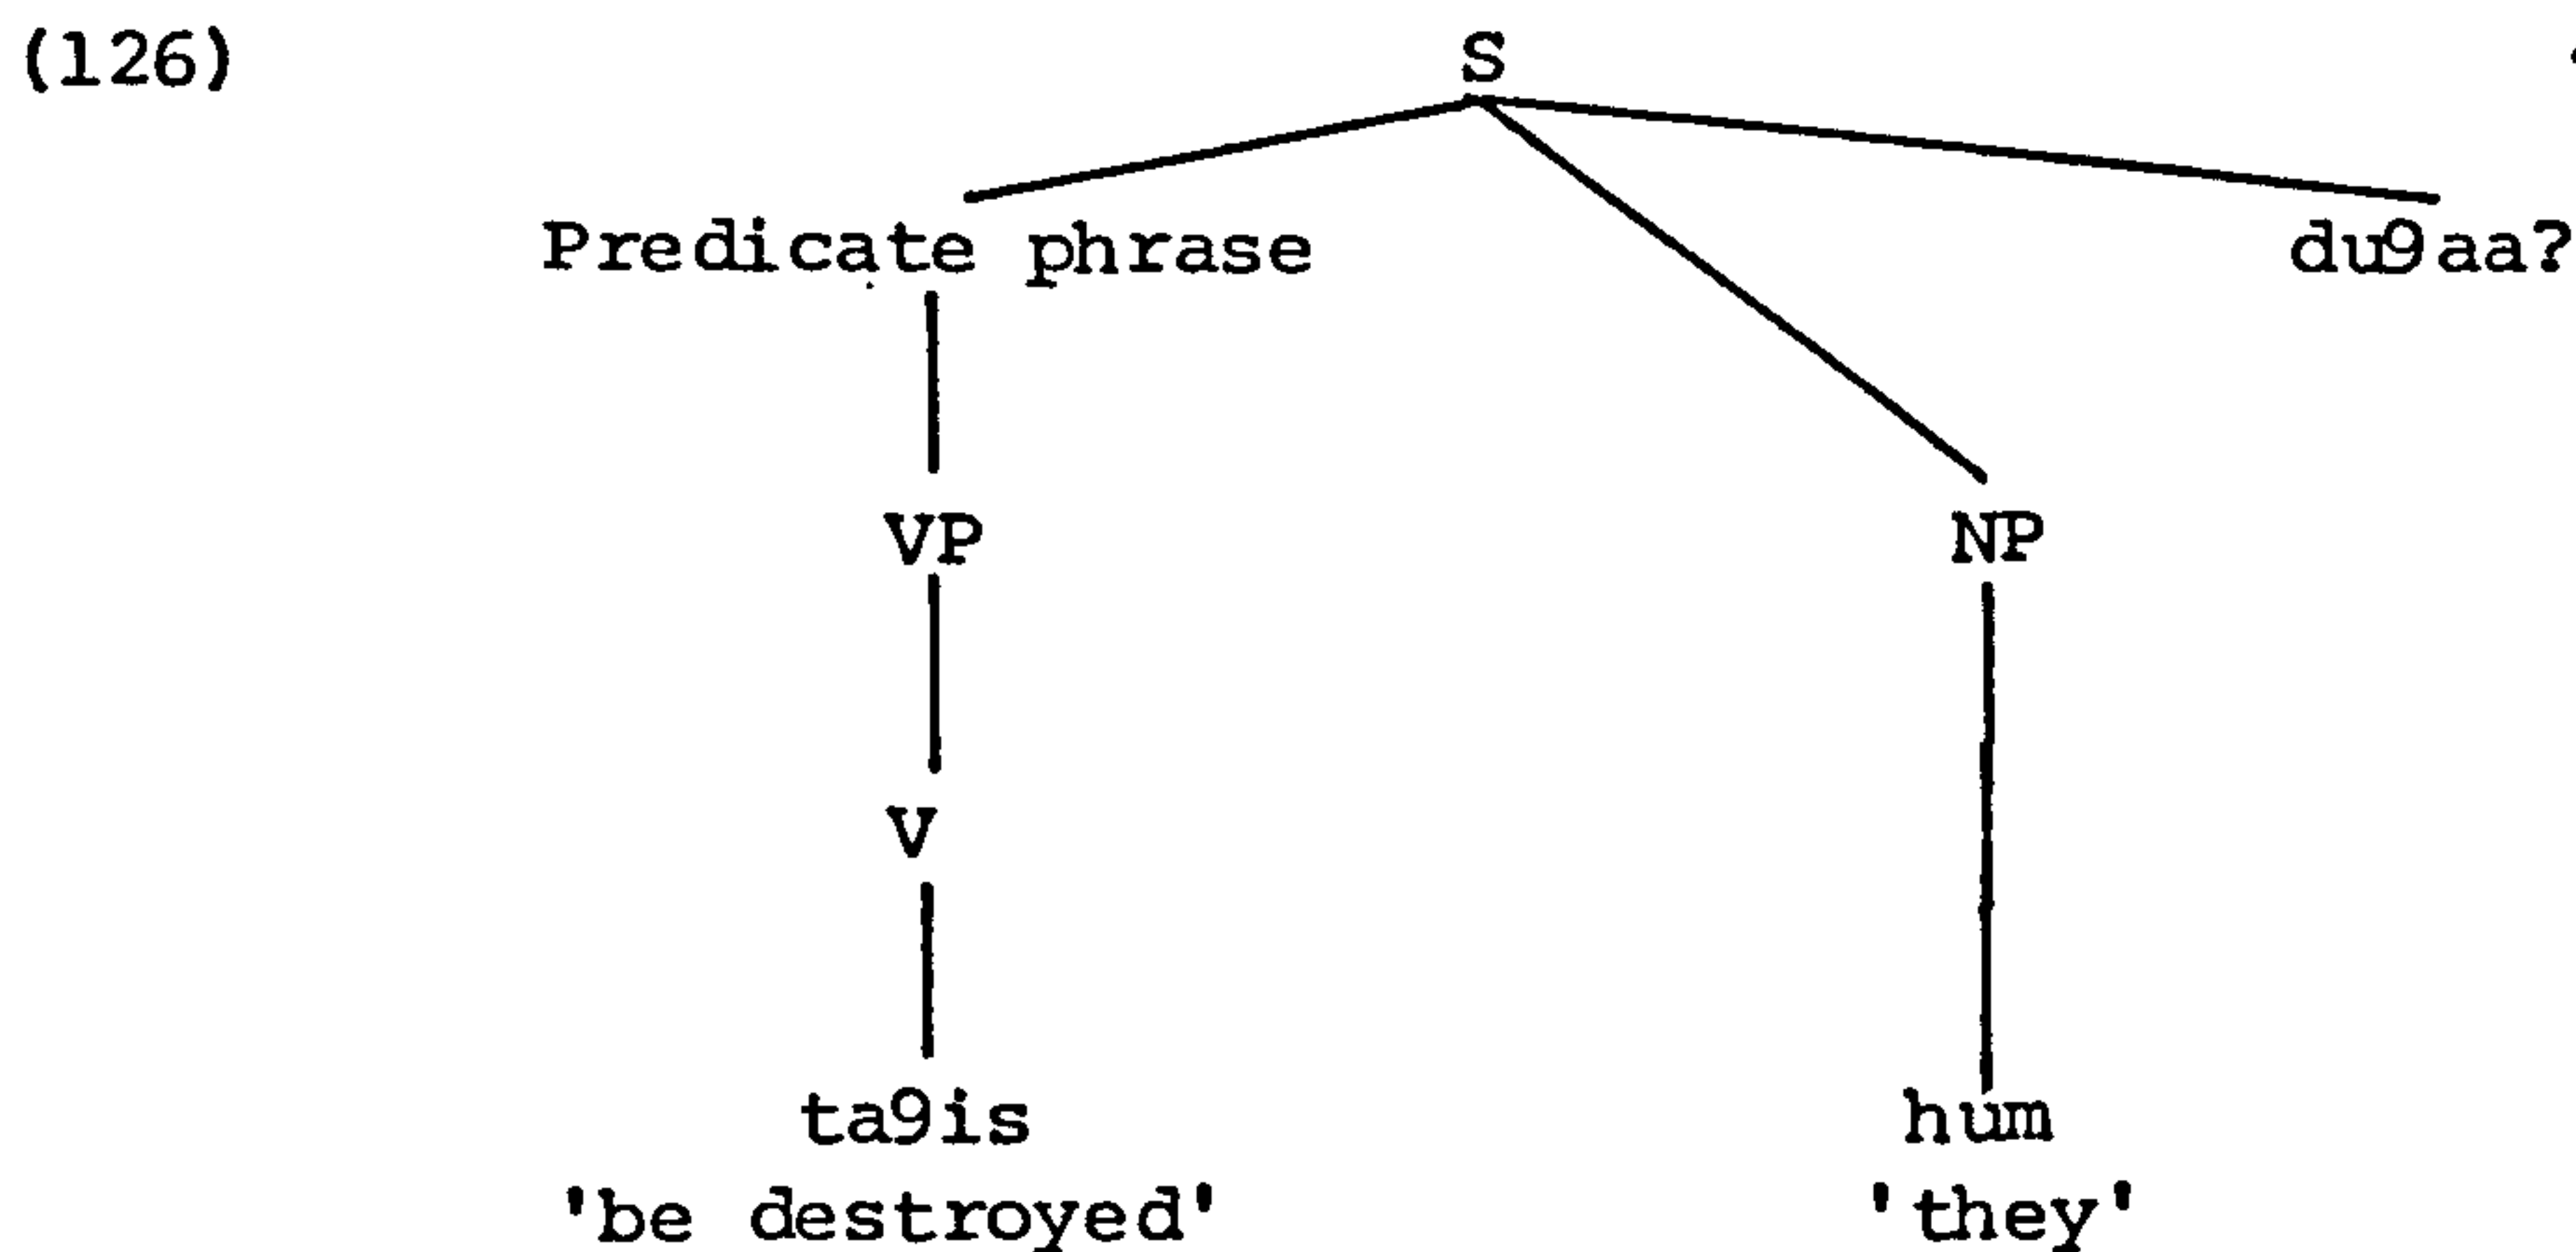 (126) S
Predicate phrase du9aa?
VP NP
V
ta9is hum
'be destroyed' 'they'